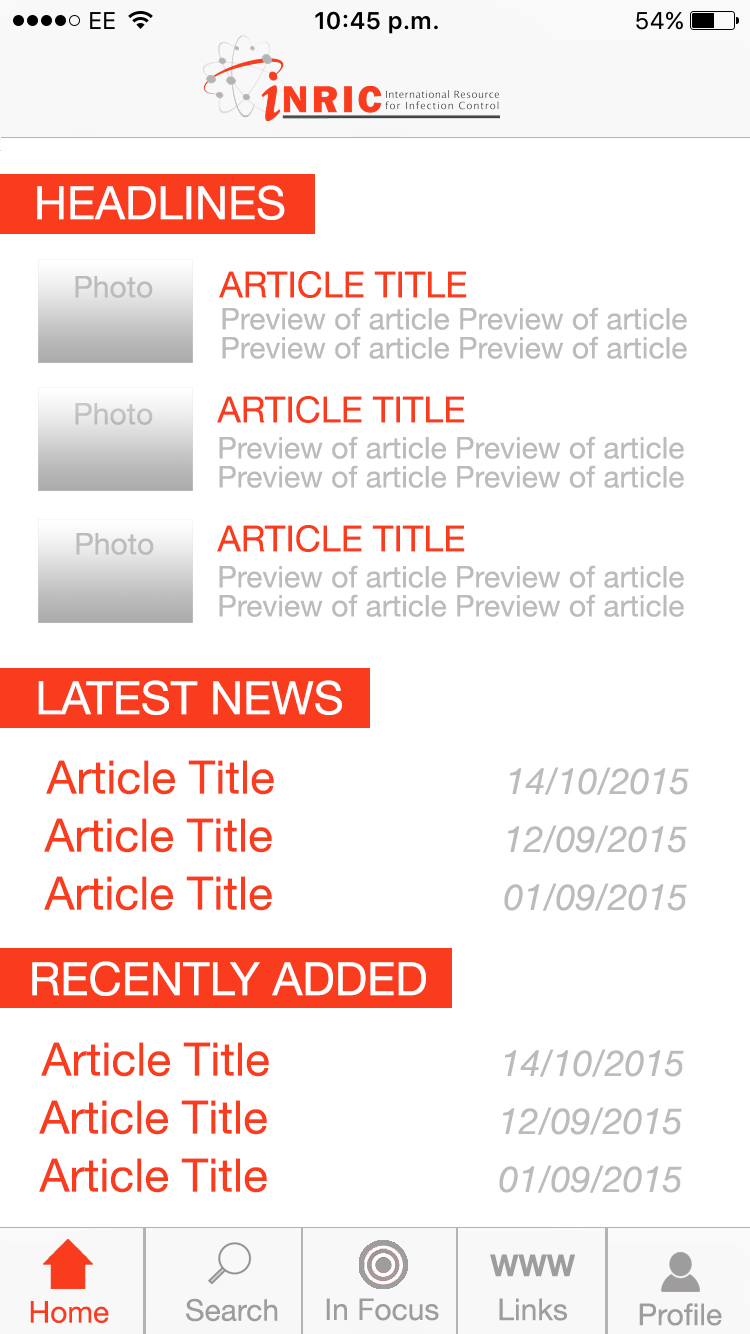 EE 10:45 p.m. 54%
iNRIC International Resource
for Infection Control
HEADLINES
Photo
ARTICLE TITLE
Preview of article Preview of article
Preview of article Preview of article
Photo
ARTICLE TITLE
Preview of article Preview of article
Preview of article Preview of article
Photo
ARTICLE TITLE
Preview of article Preview of article
Preview of article Preview of article
LATEST NEWS
Article Title 14/10/2015
Article Title 12/09/2015
Article Title 01/09/2015
RECENTLY ADDED
Article Title 14/10/2015
Article Title 12/09/2015
Article Title 01/09/2015
www
Home Search In Focus Links Profile